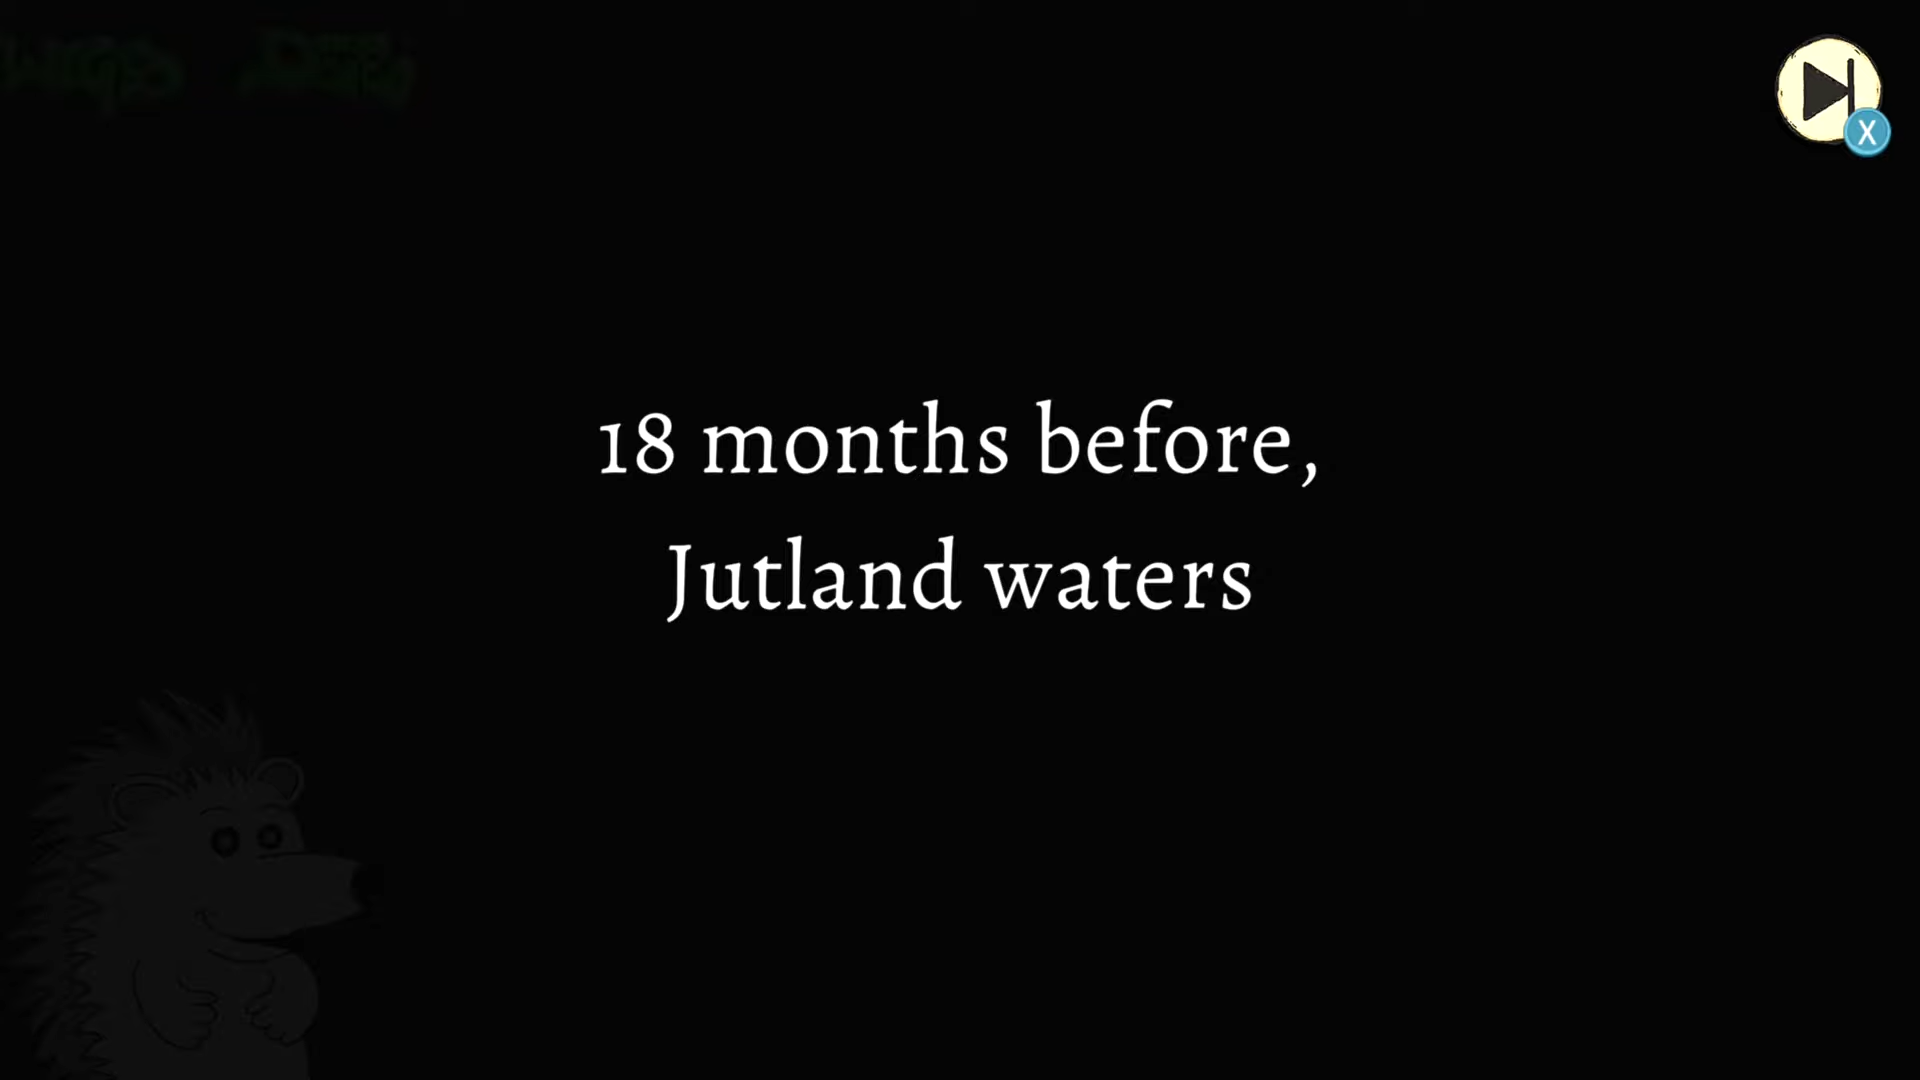 X
18 months before,
Jutland waters